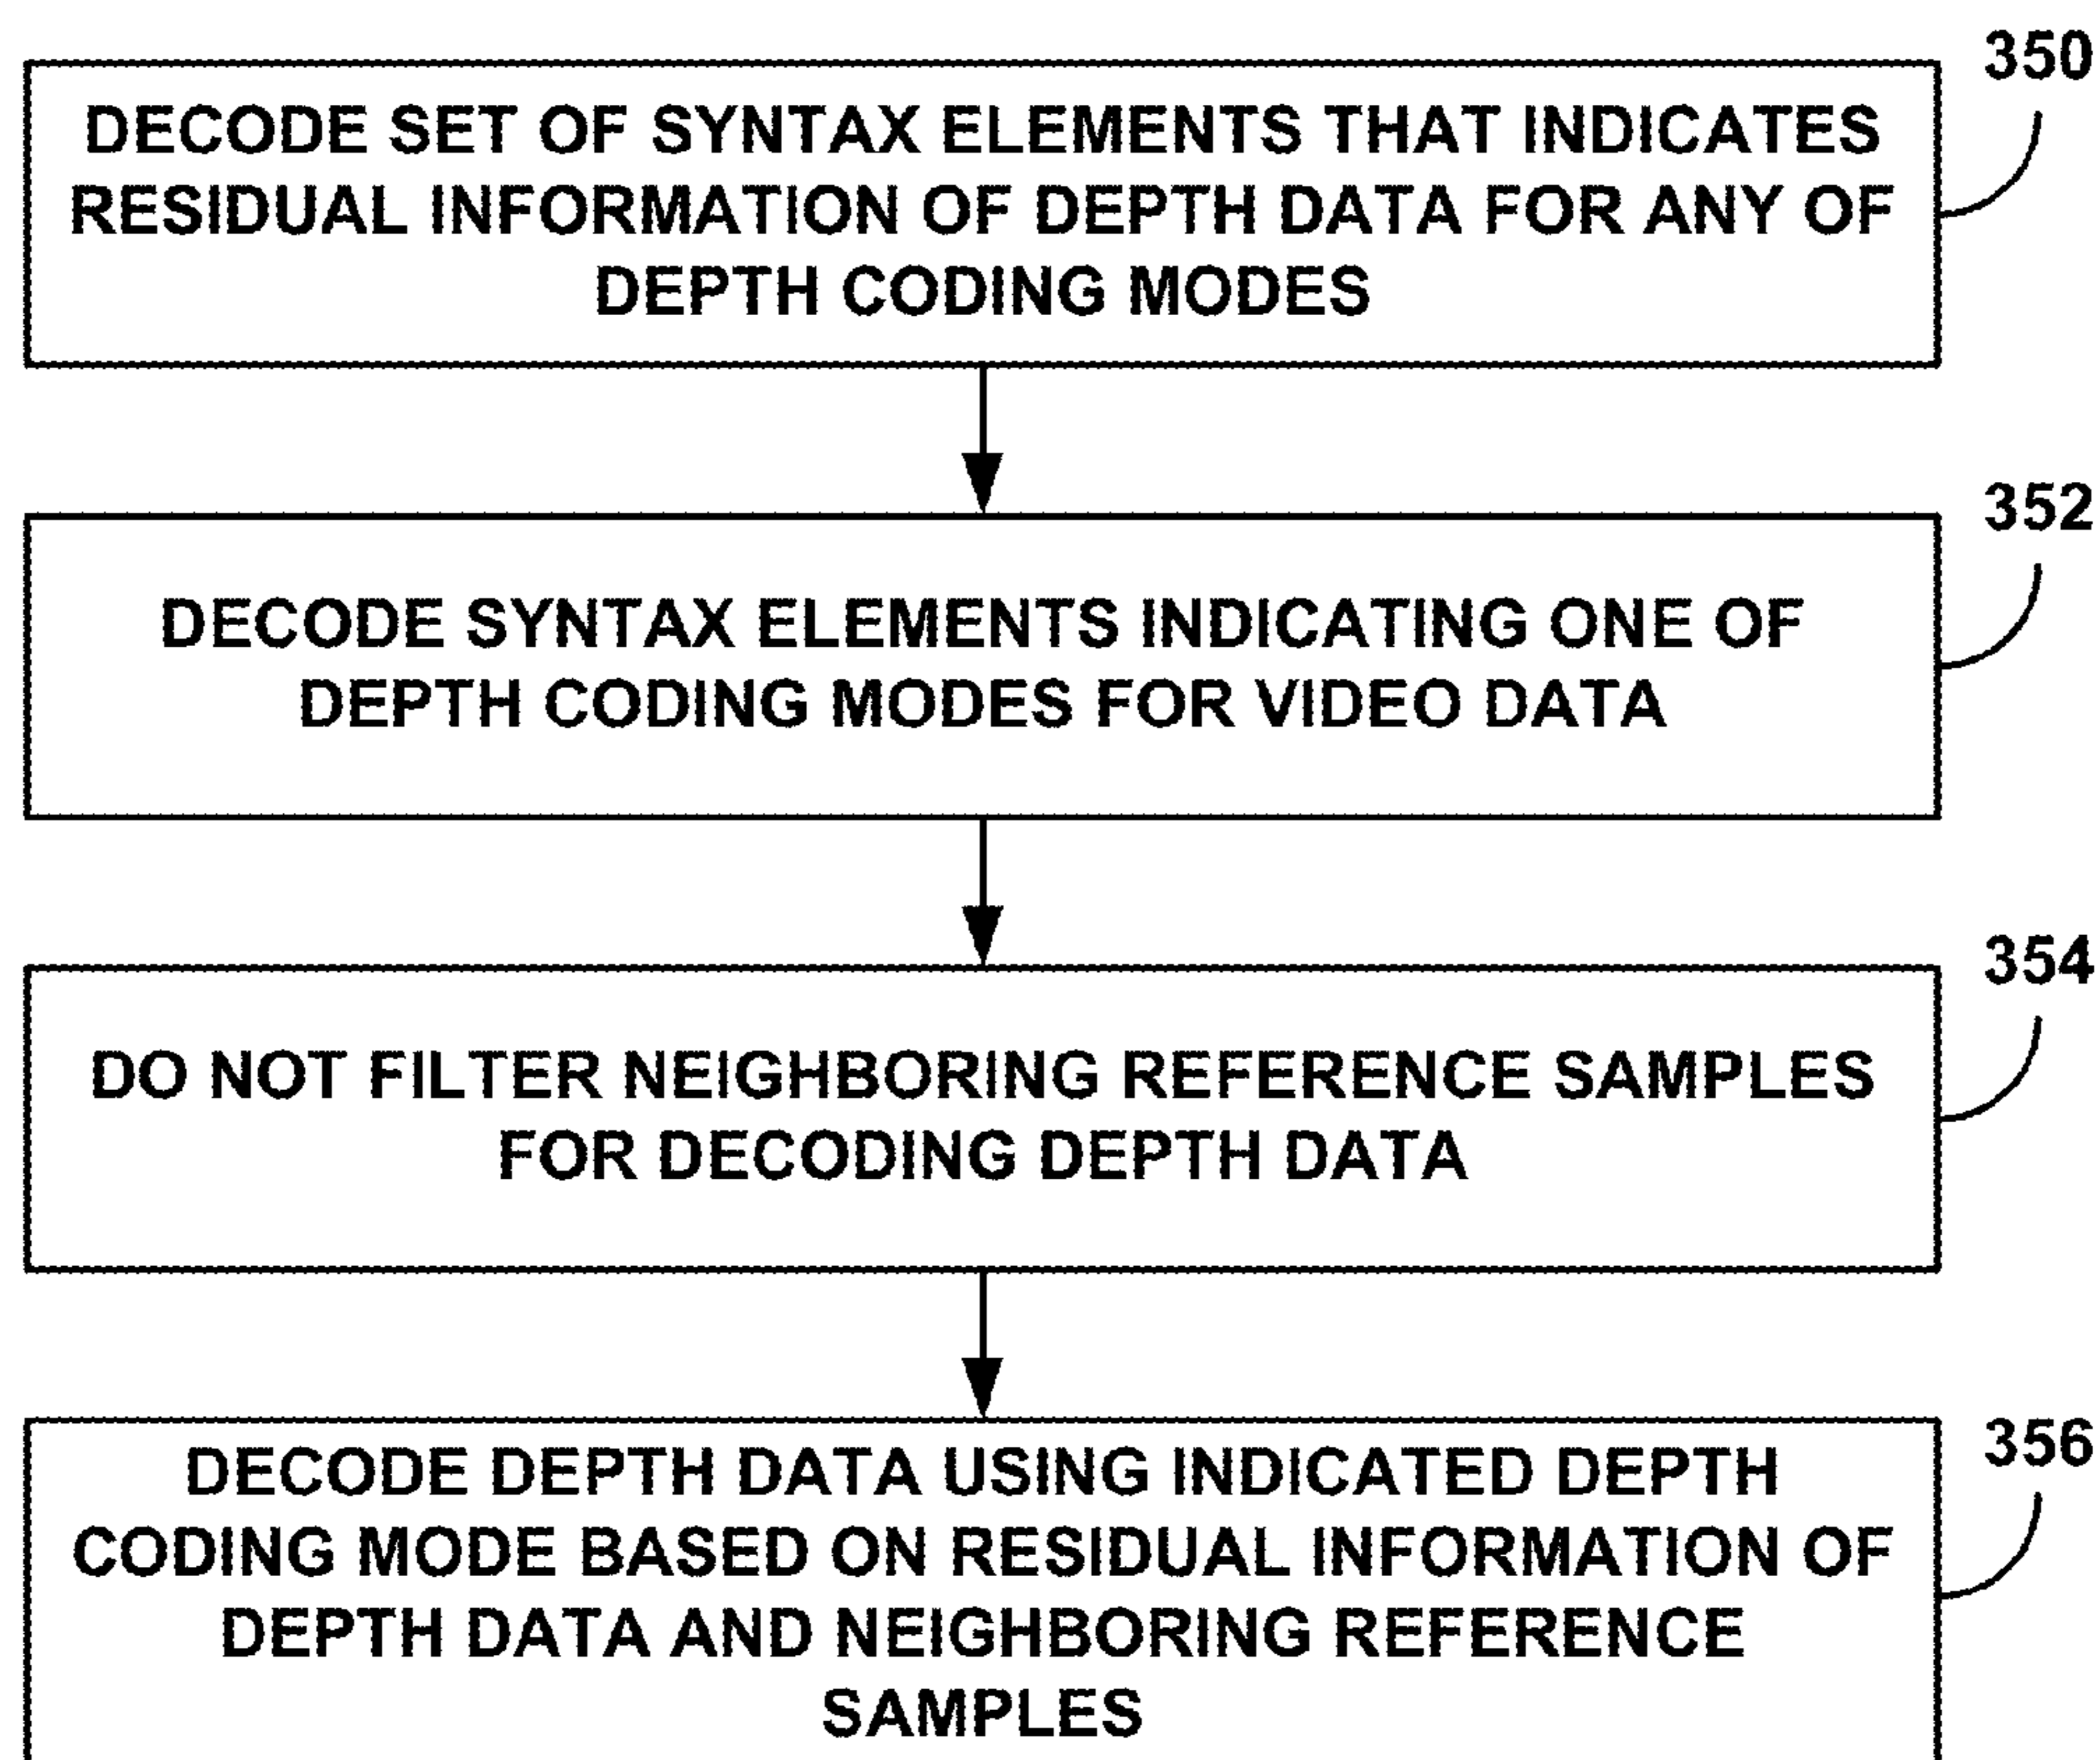 350
DECODE SET OF SYNTAX ELEMENTS THAT INDICATES
RESIDUAL INFORMATION OF DEPTH DATA FOR ANY OF
DEPTH CODING MODES
352
DECODE SYNTAX ELEMENTS INDICATING ONE OF
DEPTH CODING MODES FOR VIDEO DATA
354
DO NOT FILTER NEIGHBORING REFERENCE SAMPLES
FOR DECODING DEPTH DATA
356
DECODE DEPTH DATA USING INDICATED DEPTH
CODING MODE BASED ON RESIDUAL INFORMATION OF
DEPTH DATA AND NEIGHBORING REFERENCE
SAMPLES